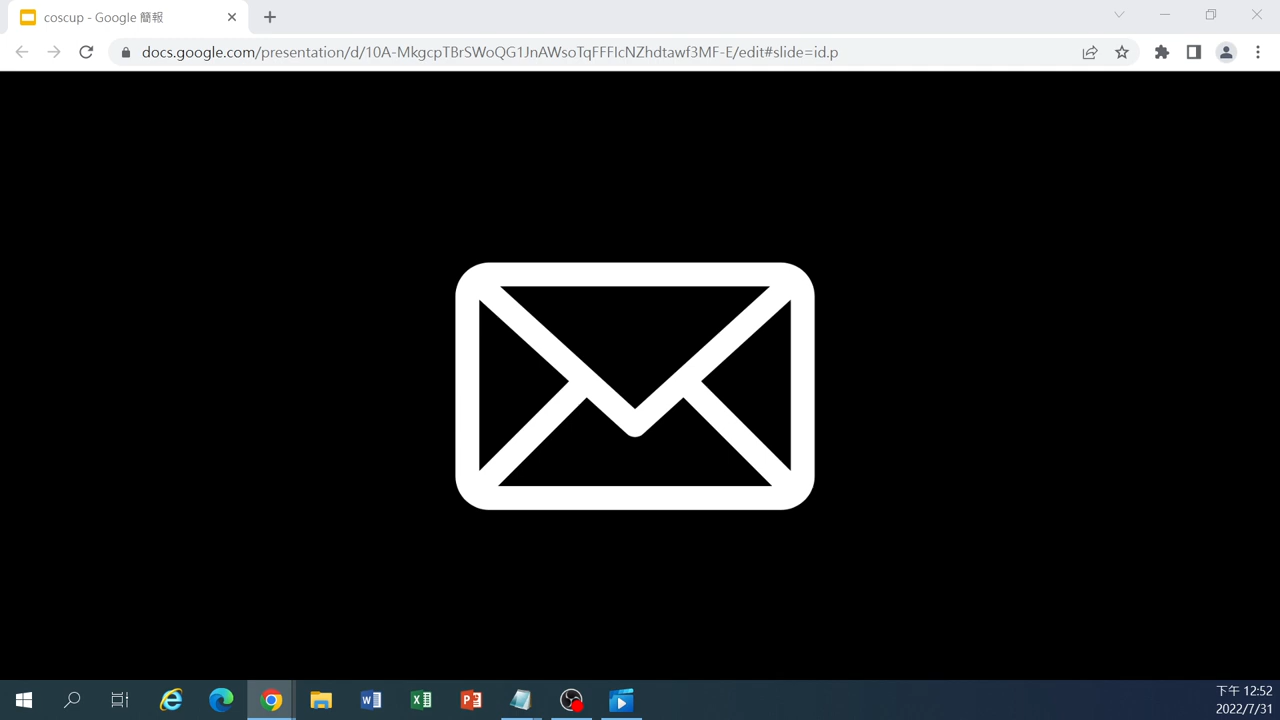 coscup - Google 簡報
docs.google.com/presentation/d/10A-MkgcpTBrSWoQG1JnAWsoTqFFFIcNZhdtawf3MF-E/edit#slide=id.p
下午 12:52
2022/7/31